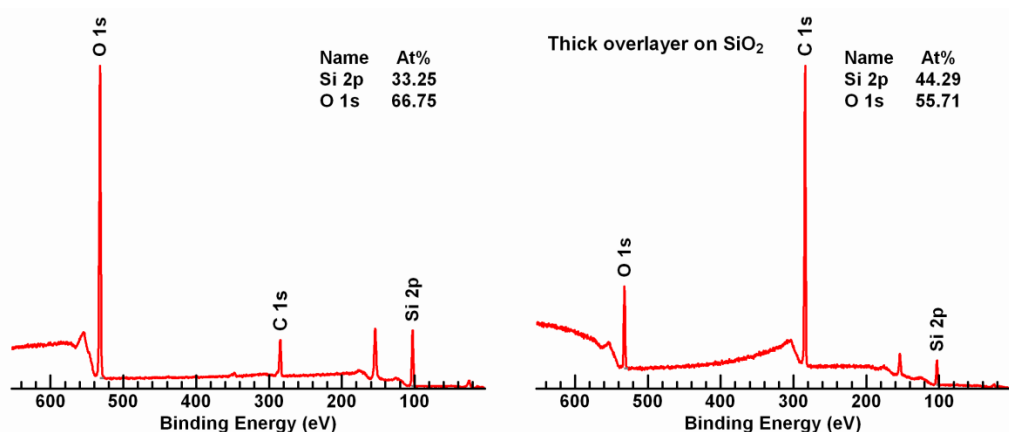 O 1s
Name At%
Si 2p 33.25
O 1s 66.75
C 1s
Si 2p
600 500 400 300 200 100
Binding Energy (eV)
Thick overlayer on SiO₂
C 1s
Name At%
Si 2p 44.29
O 1s 55.71
O 1s
Si 2p
600 500 400 300 200 100
Binding Energy (eV)